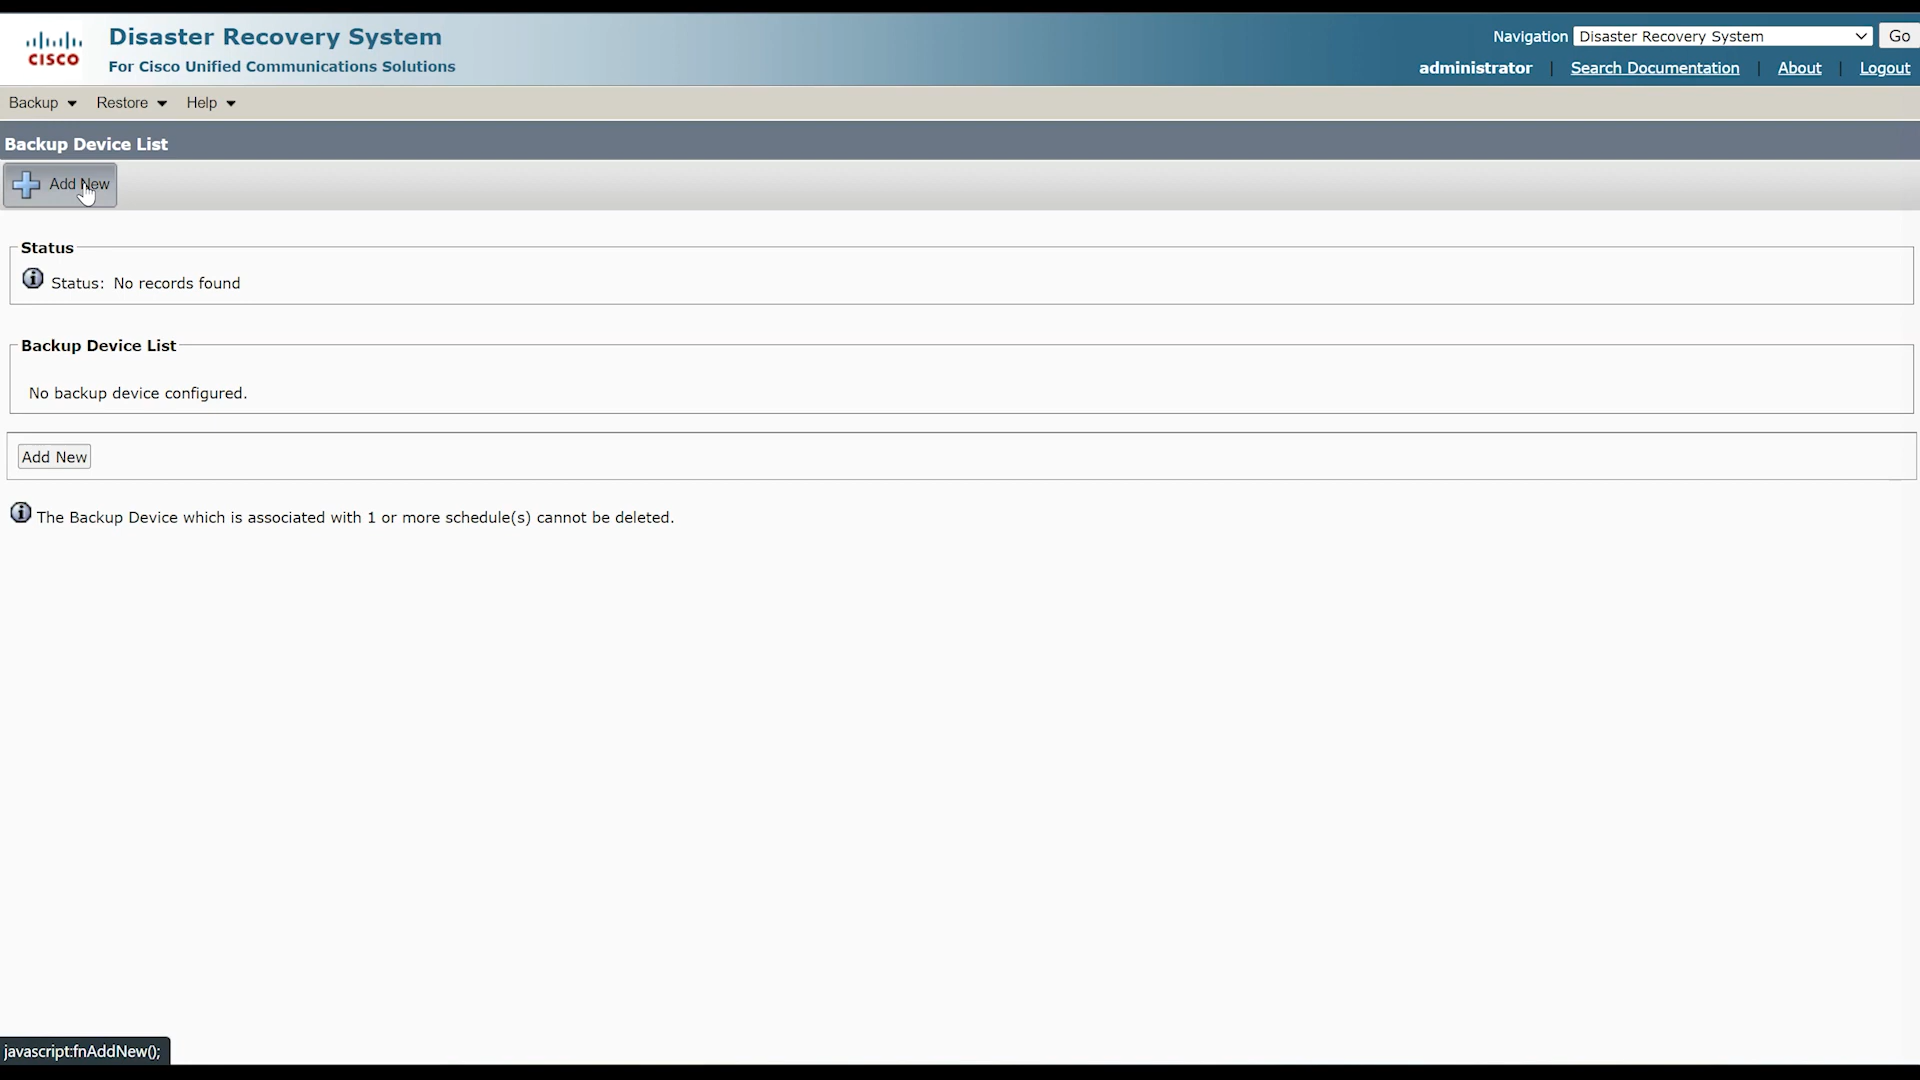 CISCO
Disaster Recovery System
For Cisco Unified Communications Solutions
Navigation Disaster Recovery System Go
administrator | Search Documentation | About | Logout
Backup Restore Help
Backup Device List
Add New
Status
Status: No records found
Backup Device List
No backup device configured.
Add New
The Backup Device which is associated with 1 or more schedule(s) cannot be deleted.
javascript:fnAddNew();